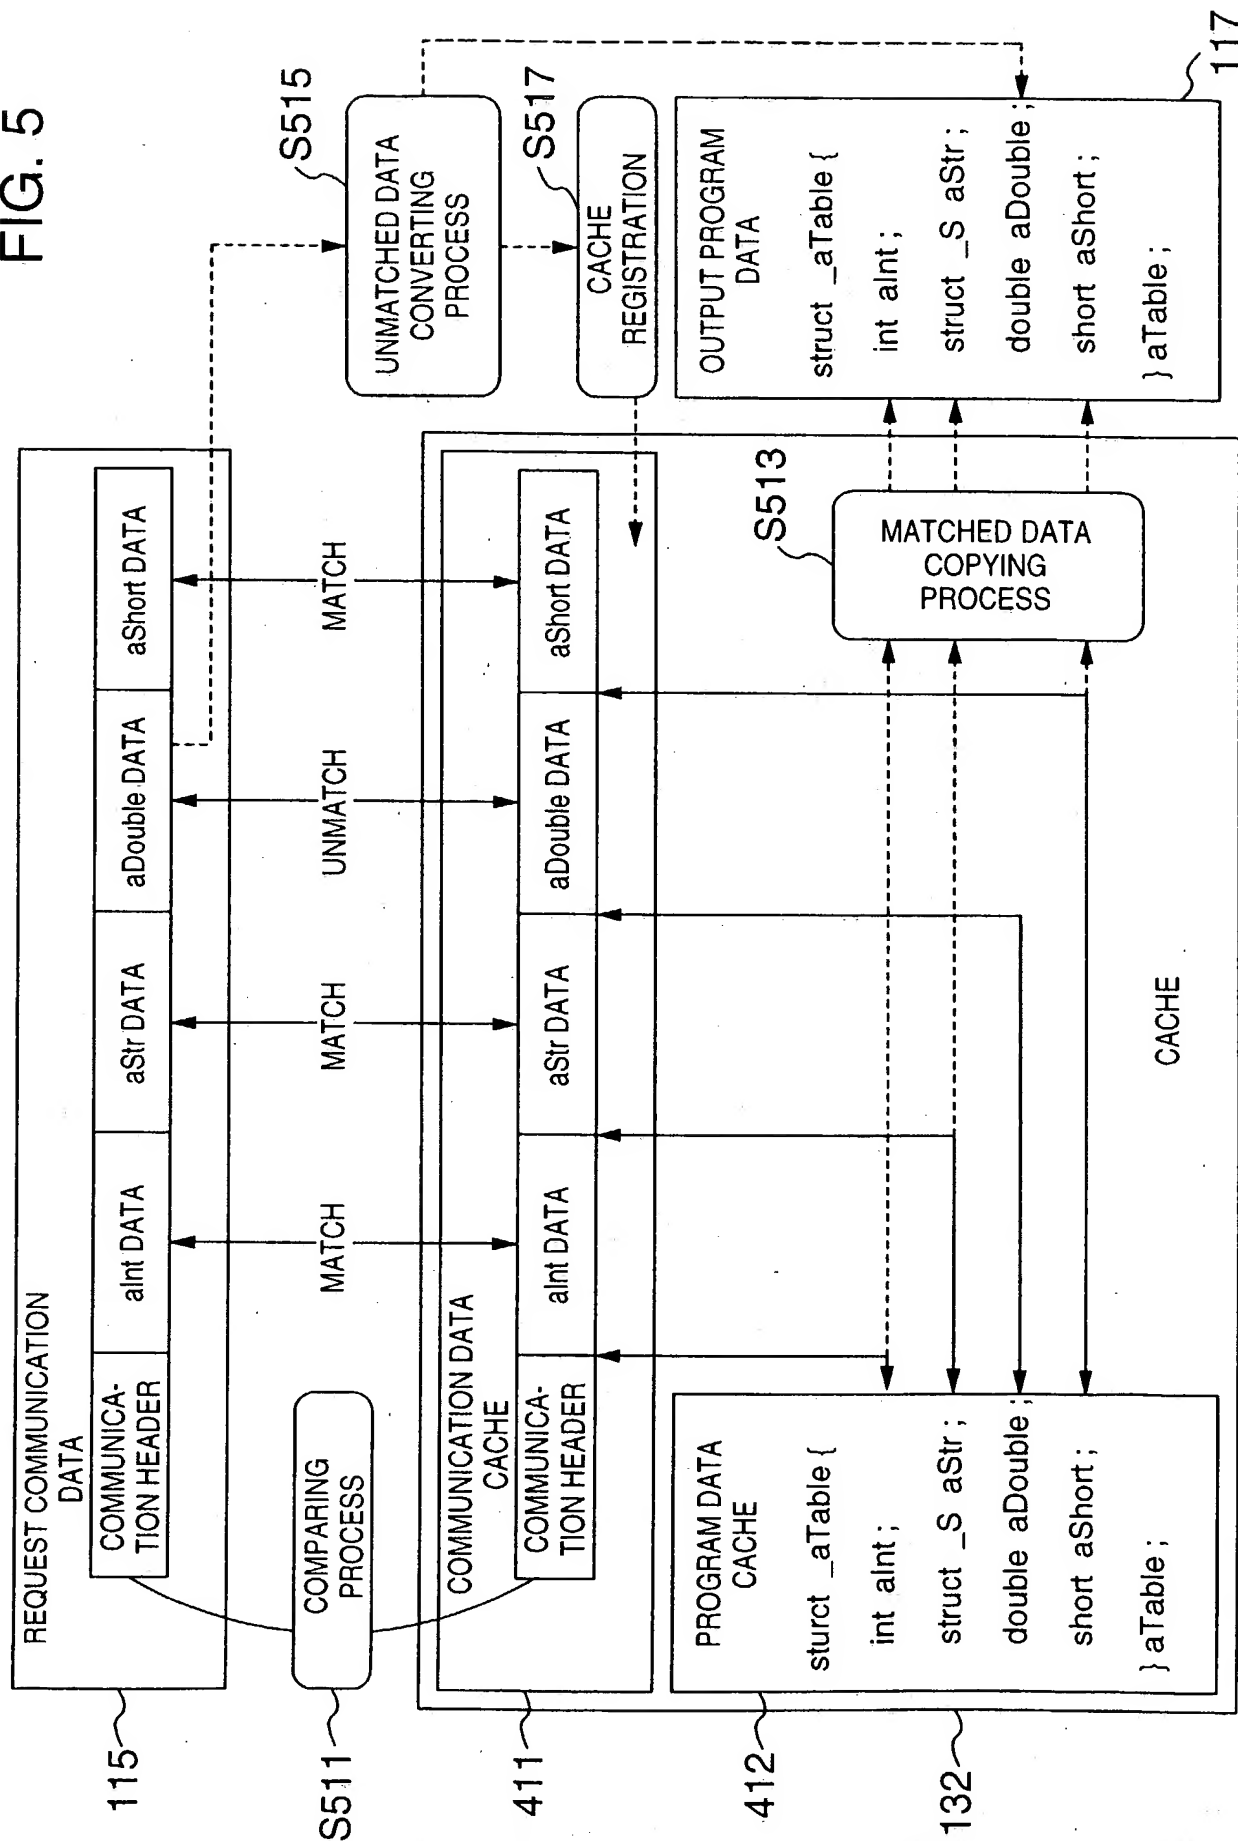 FIG. 5
REQUEST COMMUNICATION
DATA
COMMUNICA-
TION HEADER
aInt DATA
aStr DATA
aDouble DATA
aShort DATA
115
S511
COMPARING
PROCESS
MATCH
MATCH
UNMATCH
MATCH
UNMATCHED DATA
CONVERTING
PROCESS
S515
CACHE
REGISTRATION
S517
COMMUNICATION DATA
CACHE
COMMUNICA-
TION HEADER
aInt DATA
aStr DATA
aDouble DATA
aShort DATA
411
PROGRAM DATA
CACHE
sturct _aTable {
int aInt ;
struct _S aStr ;
double aDouble ;
short aShort ;
} aTable ;
412
132
CACHE
S513
MATCHED DATA
COPYING
PROCESS
OUTPUT PROGRAM
DATA
struct _aTable {
int aInt ;
struct _S aStr ;
double aDouble ;
short aShort ;
} aTable ;
117